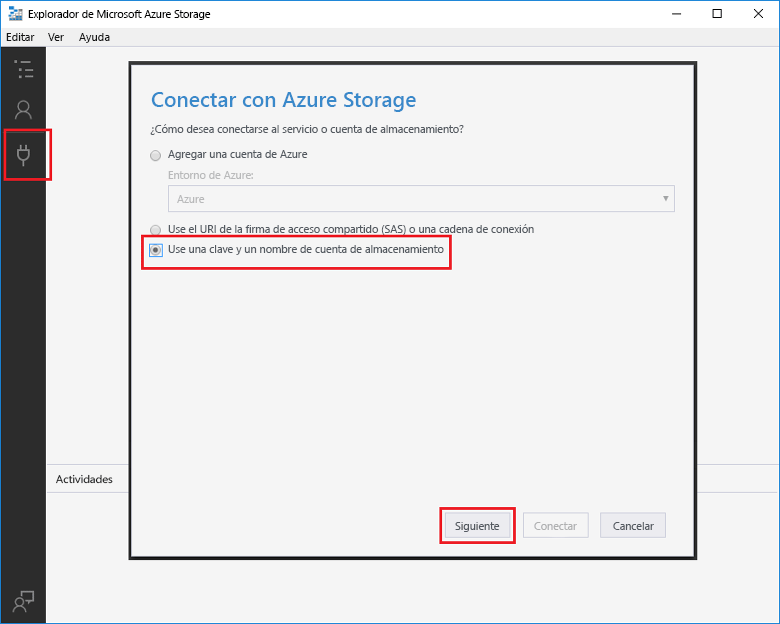 Explorador de Microsoft Azure Storage
Editar Ver Ayuda
Conectar con Azure Storage
¿Cómo desea conectarse al servicio o cuenta de almacenamiento?
Agregar una cuenta de Azure
Entorno de Azure:
Azure
Use el URI de la firma de acceso compartido (SAS) o una cadena de conexión
Use una clave y un nombre de cuenta de almacenamiento
Actividades
Siguiente Conectar Cancelar